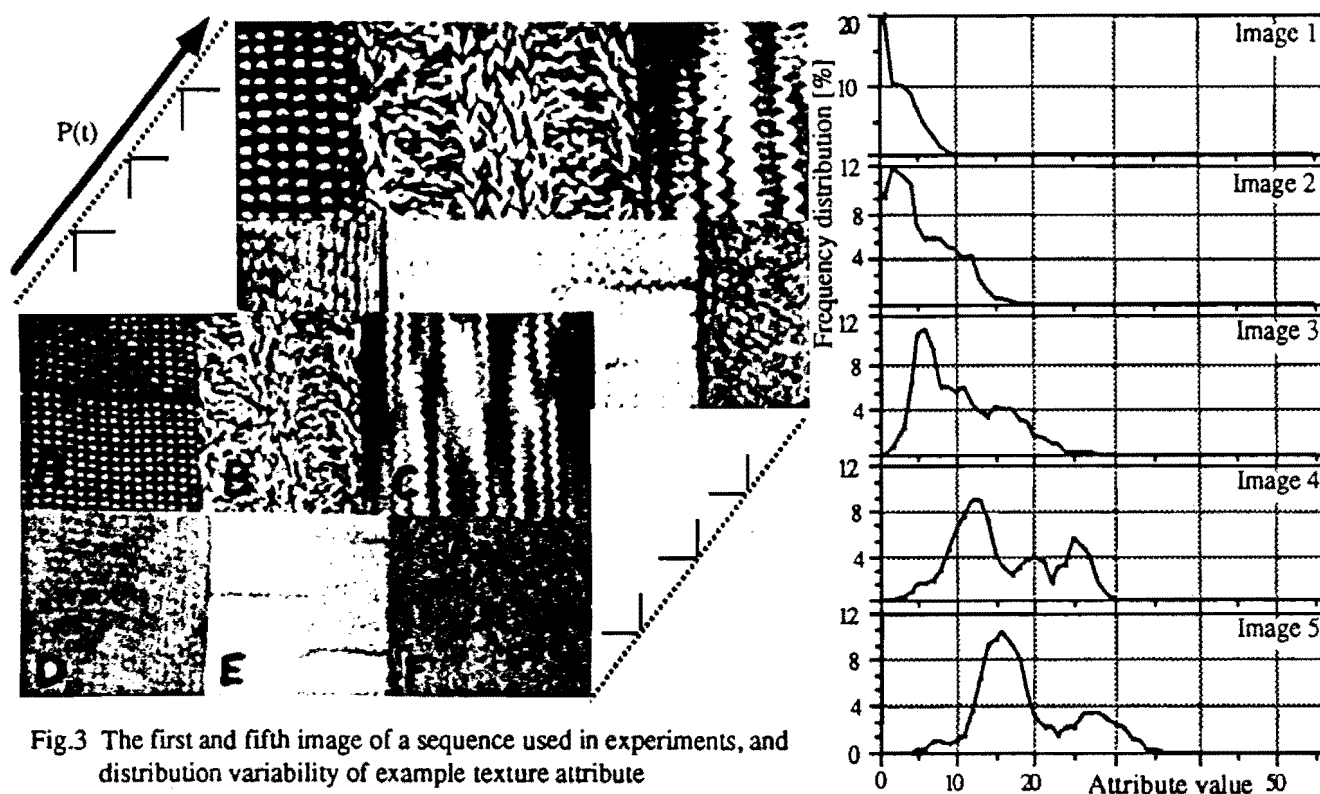 P(t)
A B C
D E F
Fig.3 The first and fifth image of a sequence used in experiments, and
distribution variability of example texture attribute
Frequency distribution [%]
20
Image 1
10
12
Image 2
8
4
12
Image 3
8
4
12
Image 4
8
4
12
Image 5
8
4
0
0 10 20 Attribute value 50